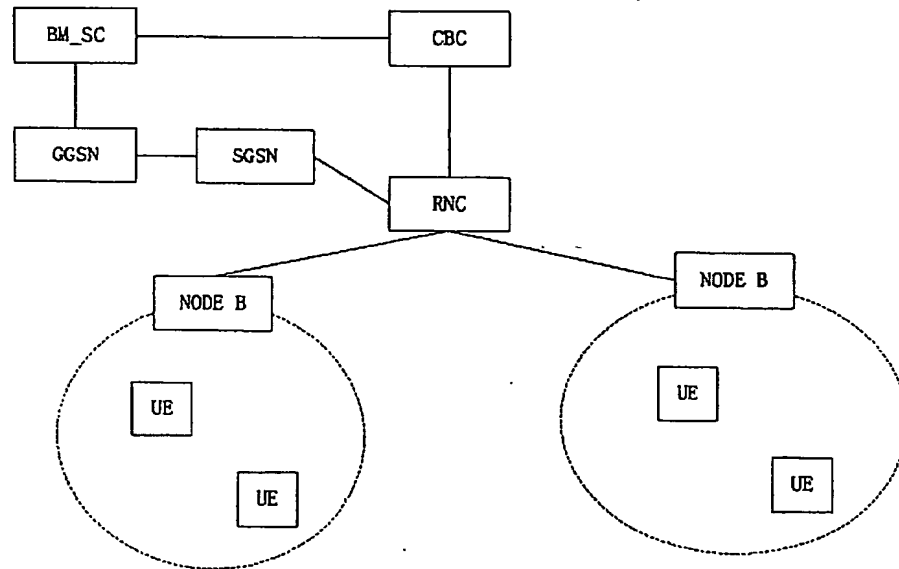 BM_SC
CBC
GGSN
SGSN
RNC
NODE B
NODE B
UE
UE
UE
UE